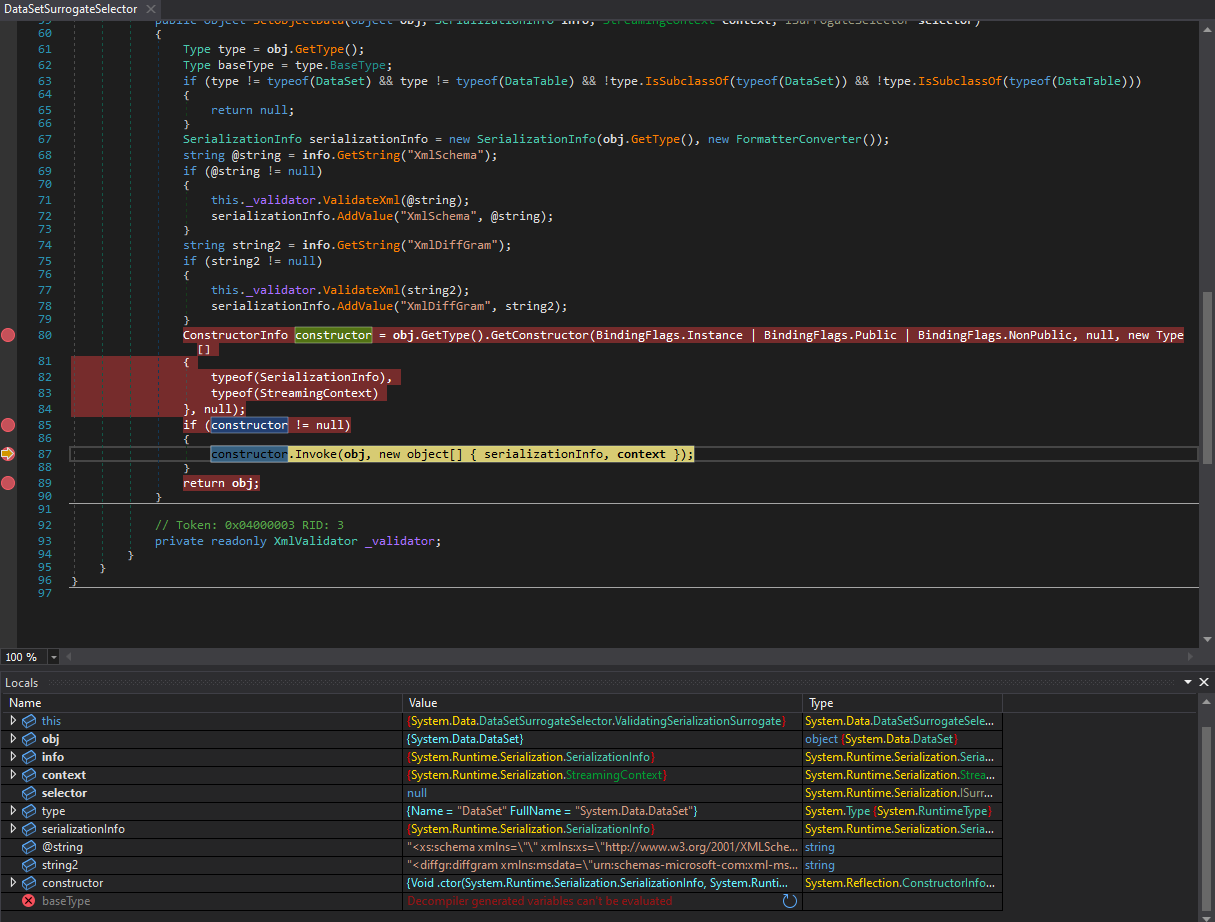 DataSetSurrogateSelector
public object SetObjectData(object obj, SerializationInfo info, StreamingContext context, ISurrogateSelector selector)
60 {
61 Type type = obj.GetType();
62 Type baseType = type.BaseType;
63 if (type != typeof(DataSet) && type != typeof(DataTable) && !type.IsSubclassOf(typeof(DataSet)) && !type.IsSubclassOf(typeof(DataTable)))
64 {
65 return null;
66 }
67 SerializationInfo serializationInfo = new SerializationInfo(obj.GetType(), new FormatterConverter());
68 string @string = info.GetString("XmlSchema");
69 if (@string != null)
70 {
71 this._validator.ValidateXml(@string);
72 serializationInfo.AddValue("XmlSchema", @string);
73 }
74 string string2 = info.GetString("XmlDiffGram");
75 if (string2 != null)
76 {
77 this._validator.ValidateXml(string2);
78 serializationInfo.AddValue("XmlDiffGram", string2);
79 }
80 ConstructorInfo constructor = obj.GetType().GetConstructor(BindingFlags.Instance | BindingFlags.Public | BindingFlags.NonPublic, null, new Type
[]
81 {
82 typeof(SerializationInfo),
83 typeof(StreamingContext)
84 }, null);
85 if (constructor != null)
86 {
87 constructor.Invoke(obj, new object[] { serializationInfo, context });
88 }
89 return obj;
90 }
91
92 // Token: 0x04000003 RID: 3
93 private readonly XmlValidator _validator;
94 }
95 }
96 }
97
100 %
Locals
Name Value Type
this {System.Data.DataSetSurrogateSelector.ValidatingSerializationSurrogate} System.Data.DataSetSurrogateSele...
obj {System.Data.DataSet} object {System.Data.DataSet}
info {System.Runtime.Serialization.SerializationInfo} System.Runtime.Serialization.Seria...
context {System.Runtime.Serialization.StreamingContext} System.Runtime.Serialization.Strea...
selector null System.Runtime.Serialization.ISurr...
type {Name = "DataSet" FullName = "System.Data.DataSet"} System.Type {System.RuntimeType}
serializationInfo {System.Runtime.Serialization.SerializationInfo} System.Runtime.Serialization.Seria...
@string "<xs:schema xmlns=\"\" xmlns:xs=\"http://www.w3.org/2001/XMLSche... string
string2 "<diffgr:diffgram xmlns:msdata=\"urn:schemas-microsoft-com:xml-ms... string
constructor {Void .ctor(System.Runtime.Serialization.SerializationInfo, System.Runti... System.Reflection.ConstructorInfo...
baseType Decompiler generated variables can't be evaluated